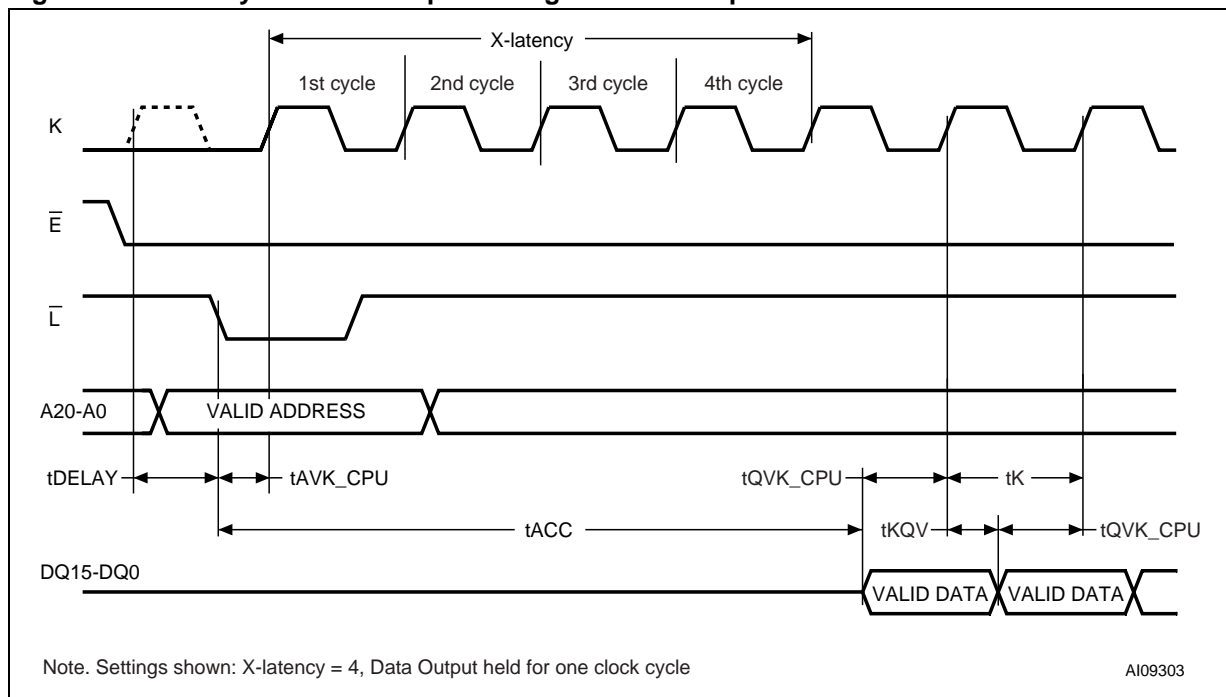 X-latency
1st cycle
2nd cycle
3rd cycle
4th cycle
K
E
L
A20-A0
VALID ADDRESS
tDELAY
tAVK_CPU
tQVK_CPU
tK
tACC
tKQV
tQVK_CPU
DQ15-DQ0
VALID DATA
VALID DATA
Note. Settings shown: X-latency = 4, Data Output held for one clock cycle
AI09303